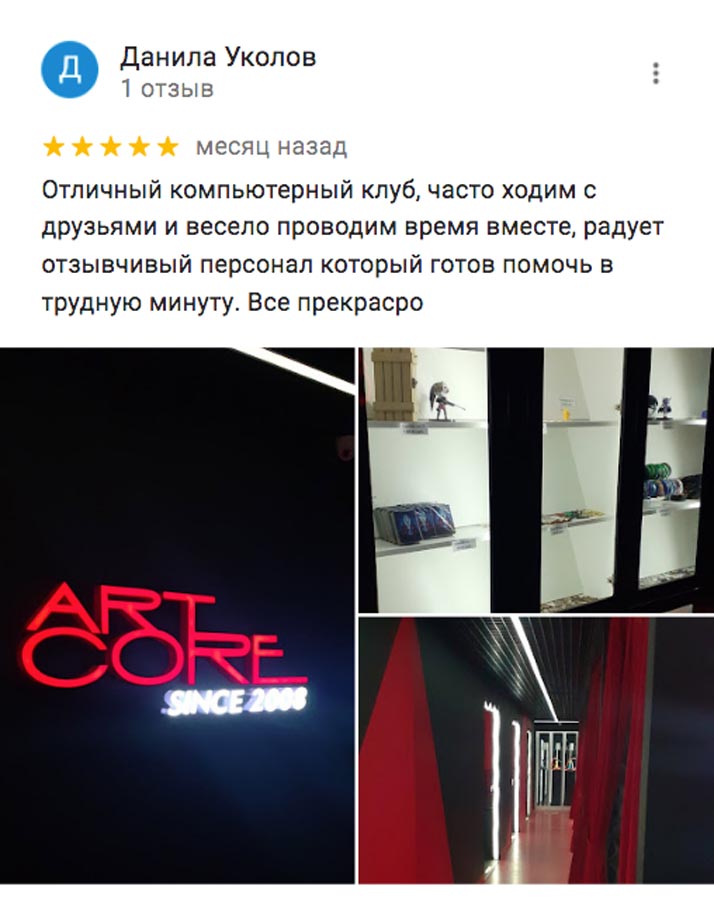 Д
Данила Уколов
1 отзыв
месяц назад
Отличный компьютерный клуб, часто ходим с
друзьями и весело проводим время вместе, радует
отзывчивый персонал который готов помочь в
трудную минуту. Все прекрасро
ART
CORE
SINCE 2008